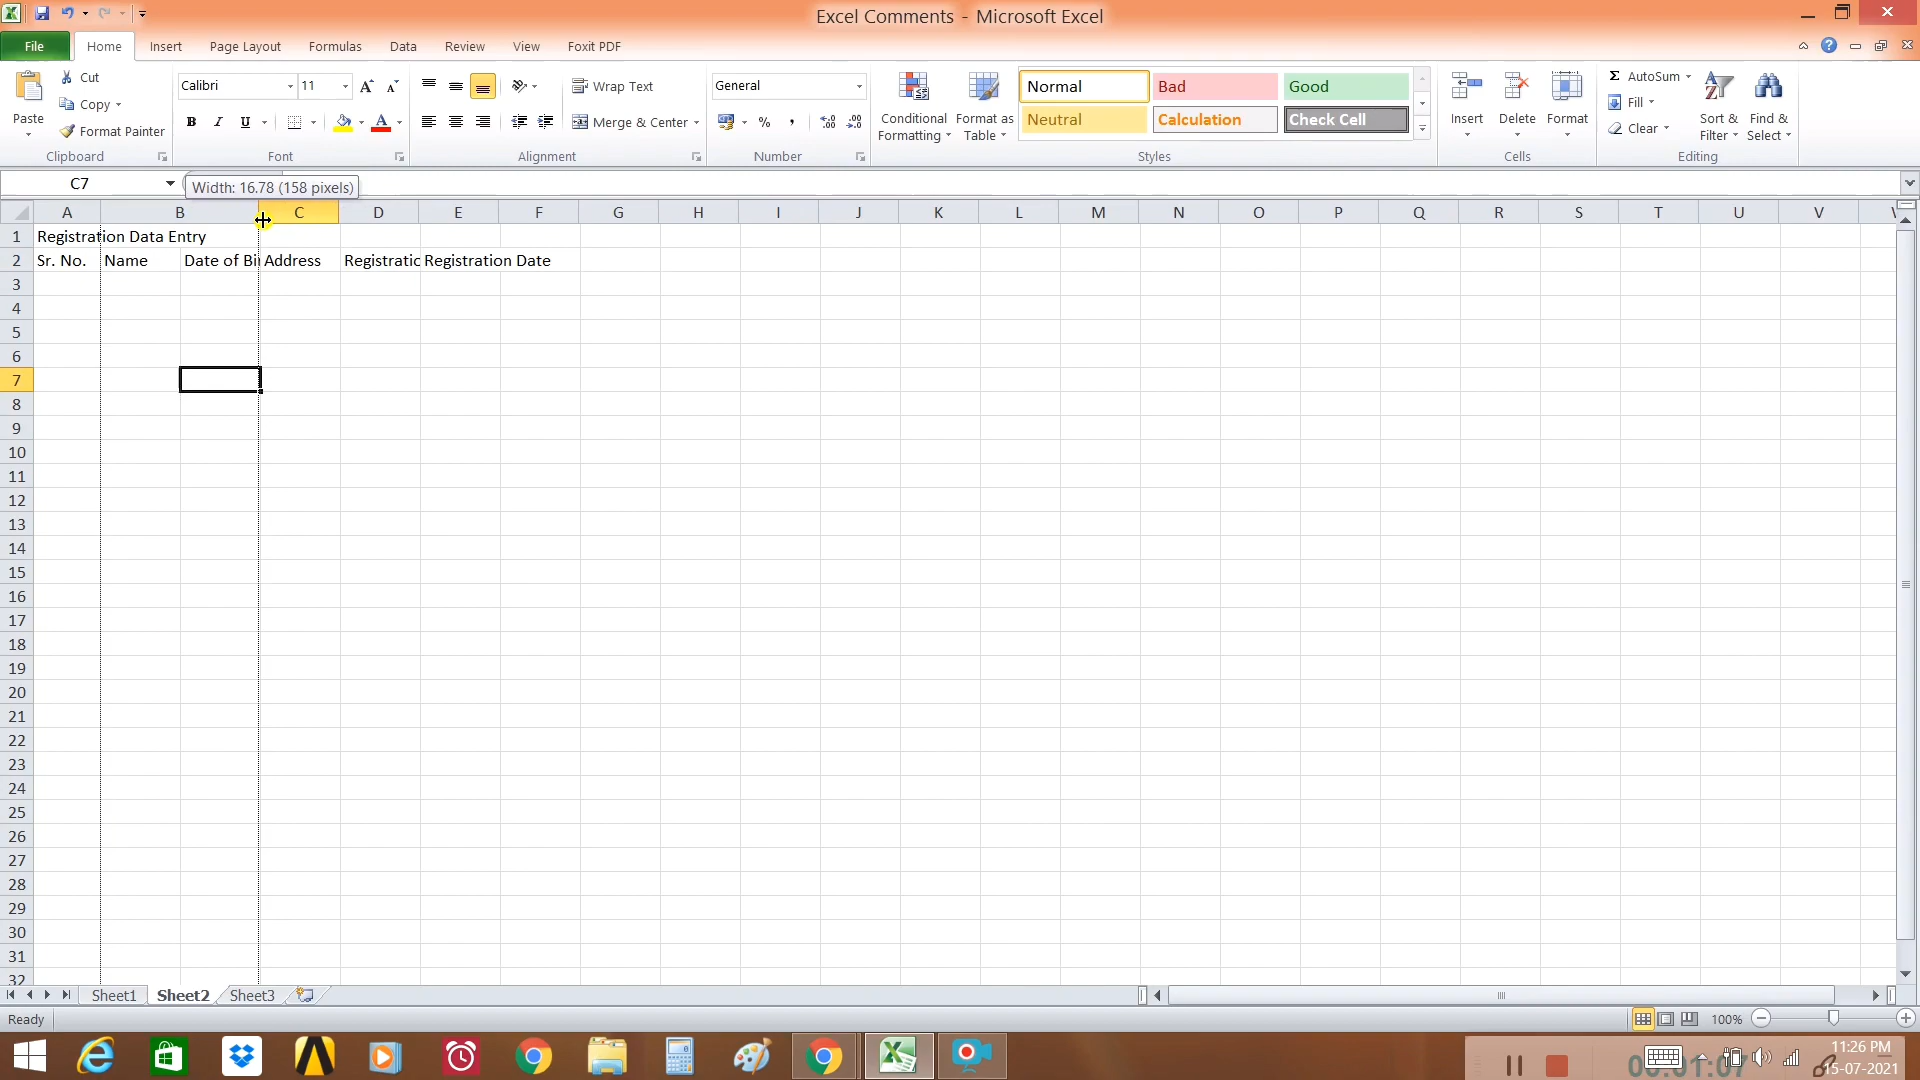 Excel Comments - Microsoft Excel
File Home Insert Page Layout Formulas Data Review View Foxit PDF
Paste
Cut
Copy
Format Painter
Clipboard
Calibri 11
B I U
Font
Wrap Text
Merge & Center
Alignment
General
%
Number
Conditional Formatting
Format as Table
Normal Bad Good
Neutral Calculation Check Cell
Styles
Insert Delete Format
Cells
AutoSum
Fill
Clear
Sort & Filter
Find & Select
Editing
C7
Width: 16.78 (158 pixels)
A B C D E F G H I J K L M N O P Q R S T U V
1 Registration Data Entry
2 Sr. No. Name Date of Bi Address Registratic Registration Date
3
4
5
6
7
8
9
10
11
12
13
14
15
16
17
18
19
20
21
22
23
24
25
26
27
28
29
30
31
32
Sheet1 Sheet2 Sheet3
Ready
100%
00:01:07
11:26 PM
15-07-2021